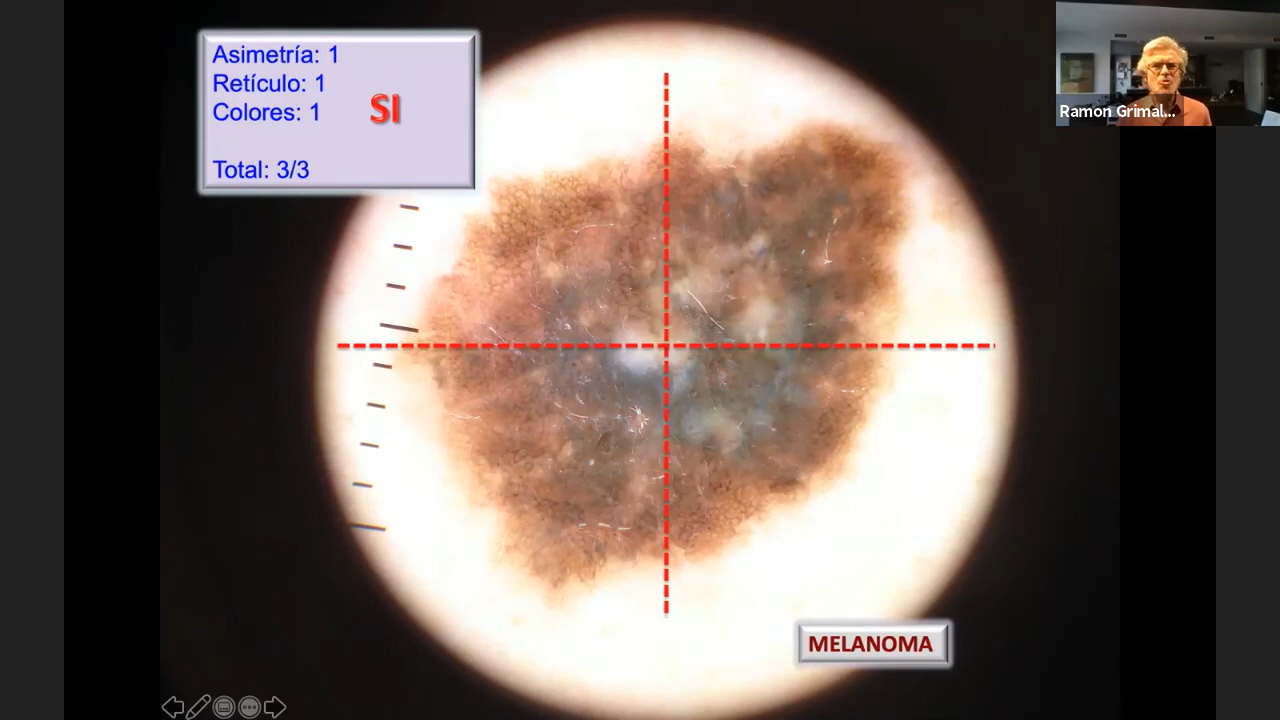 Asimetría: 1
Retículo: 1
Colores: 1
SI
Total: 3/3
Ramon Grimal...
MELANOMA